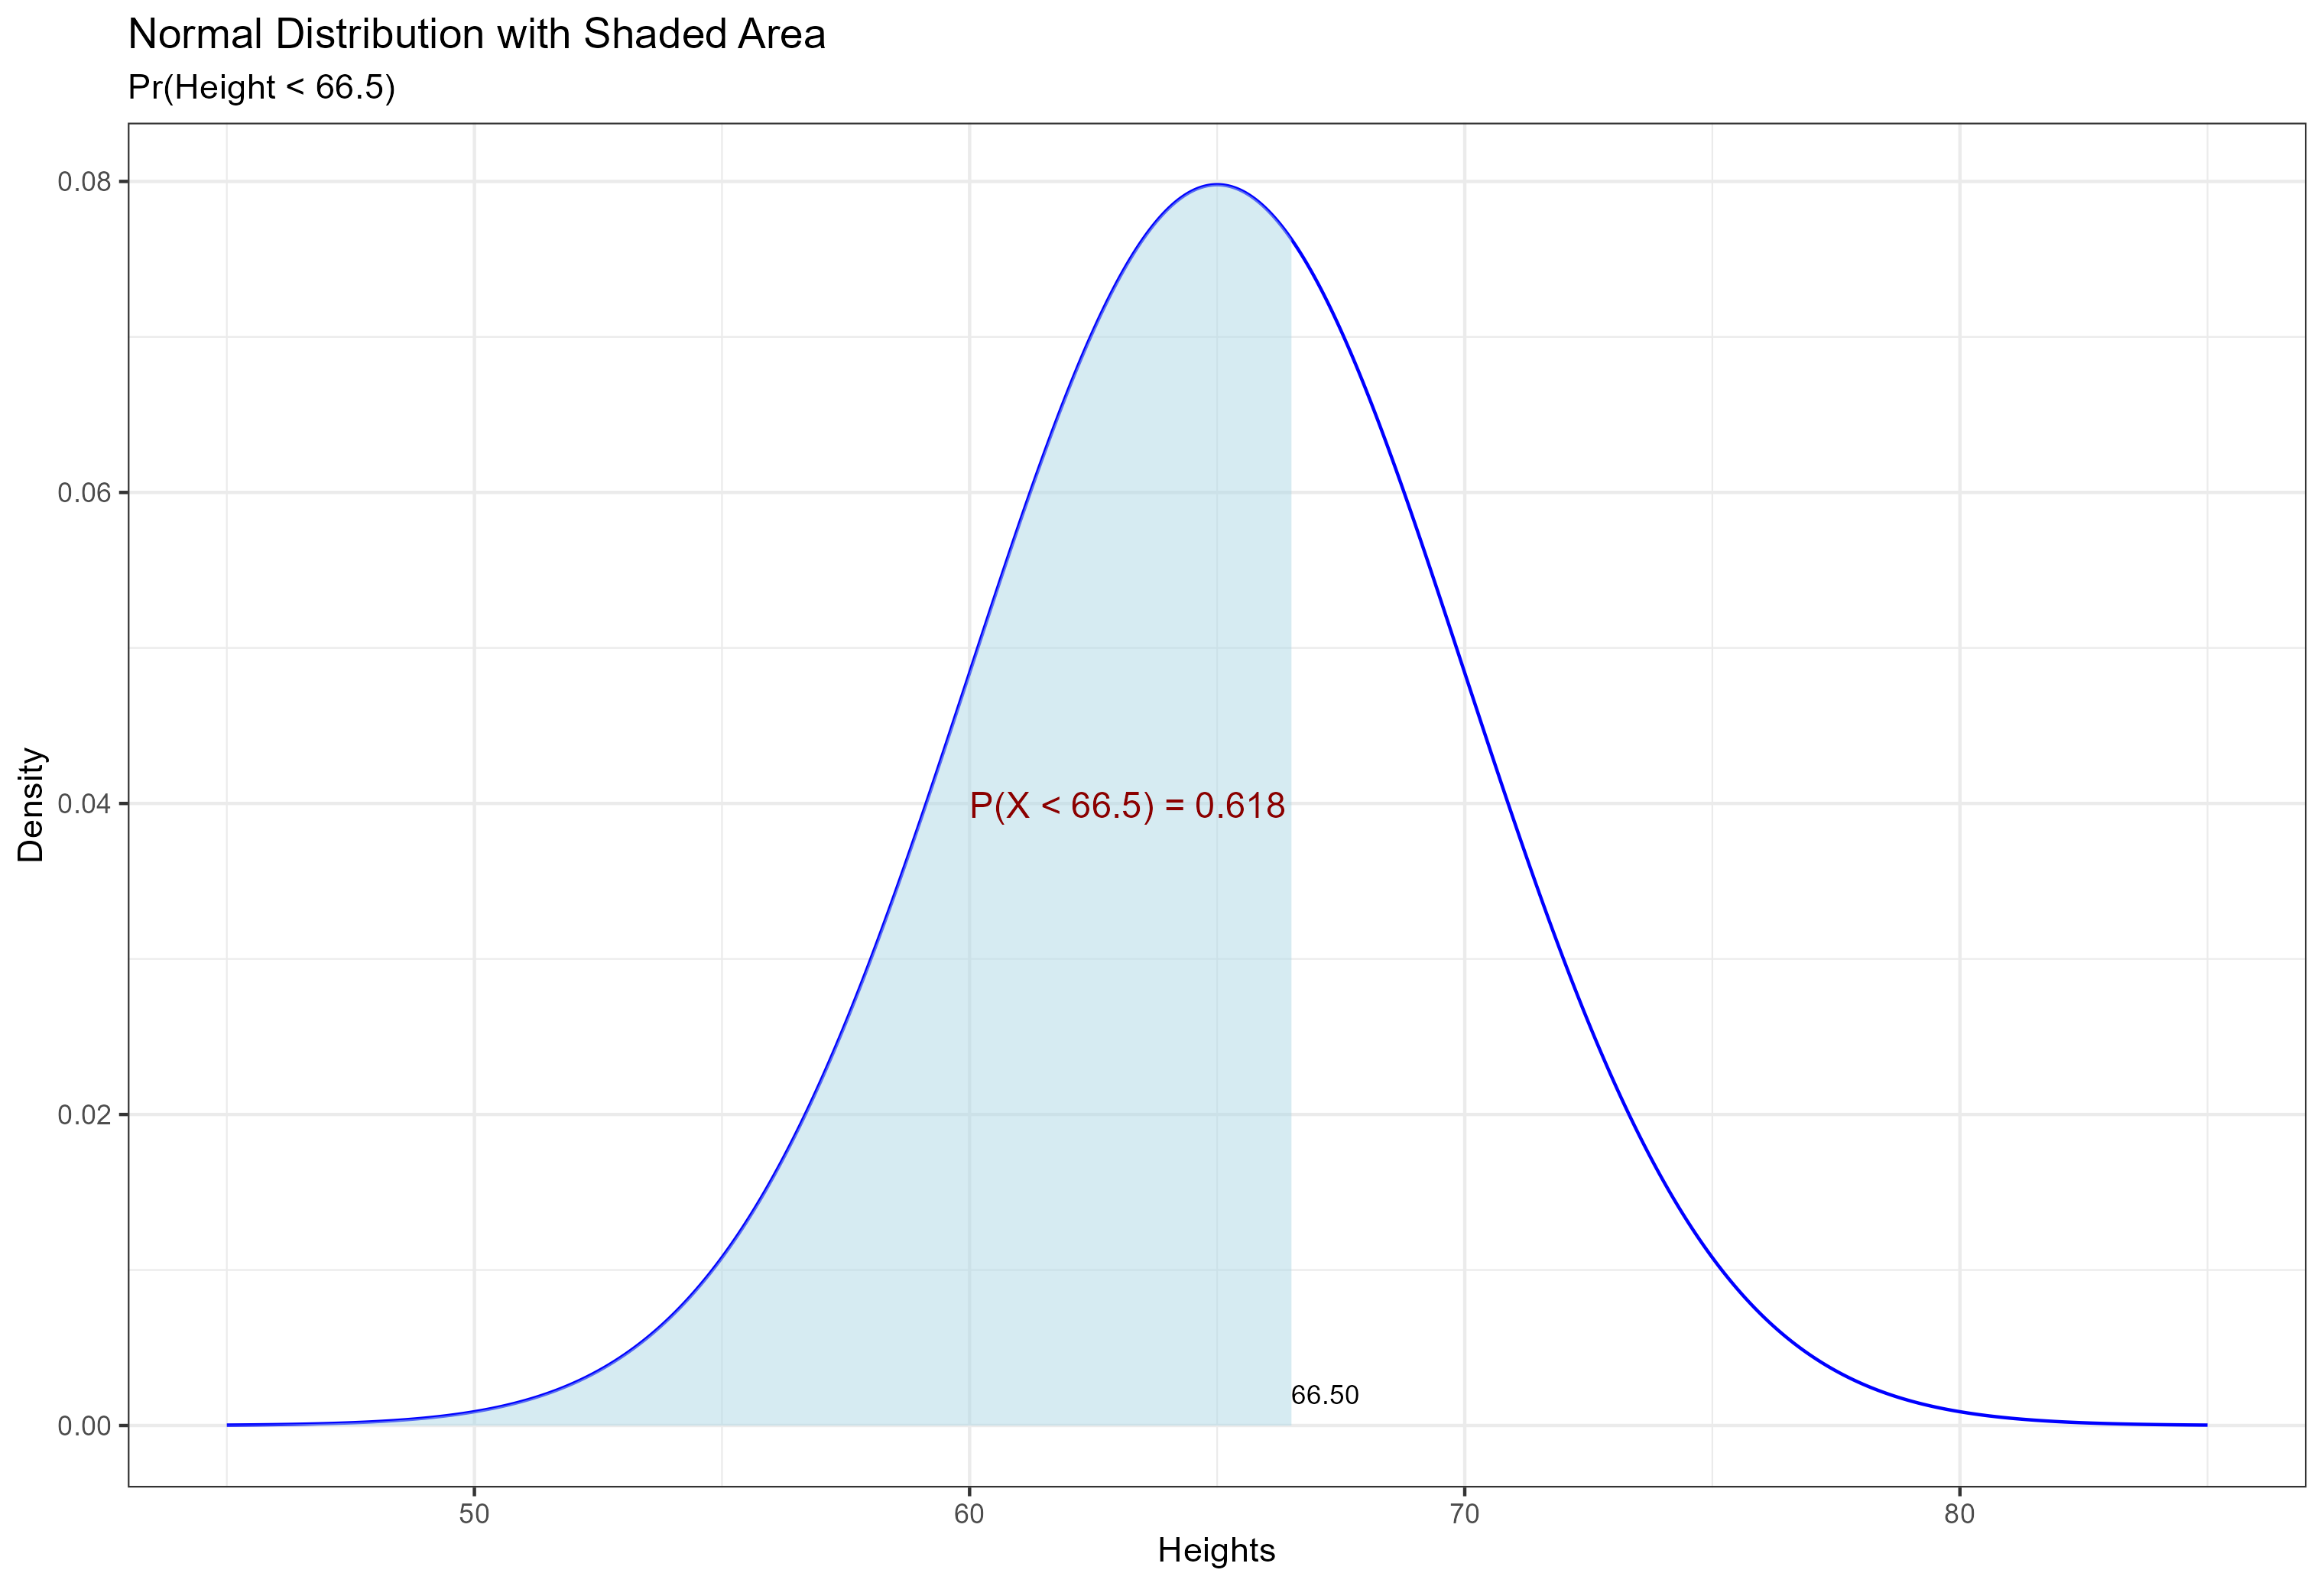 Normal Distribution with Shaded Area
Pr(Height < 66.5)
0.08
0.06
0.04
0.02
0.00
Density
P(X < 66.5) = 0.618
66.50
50 60 70 80
Heights